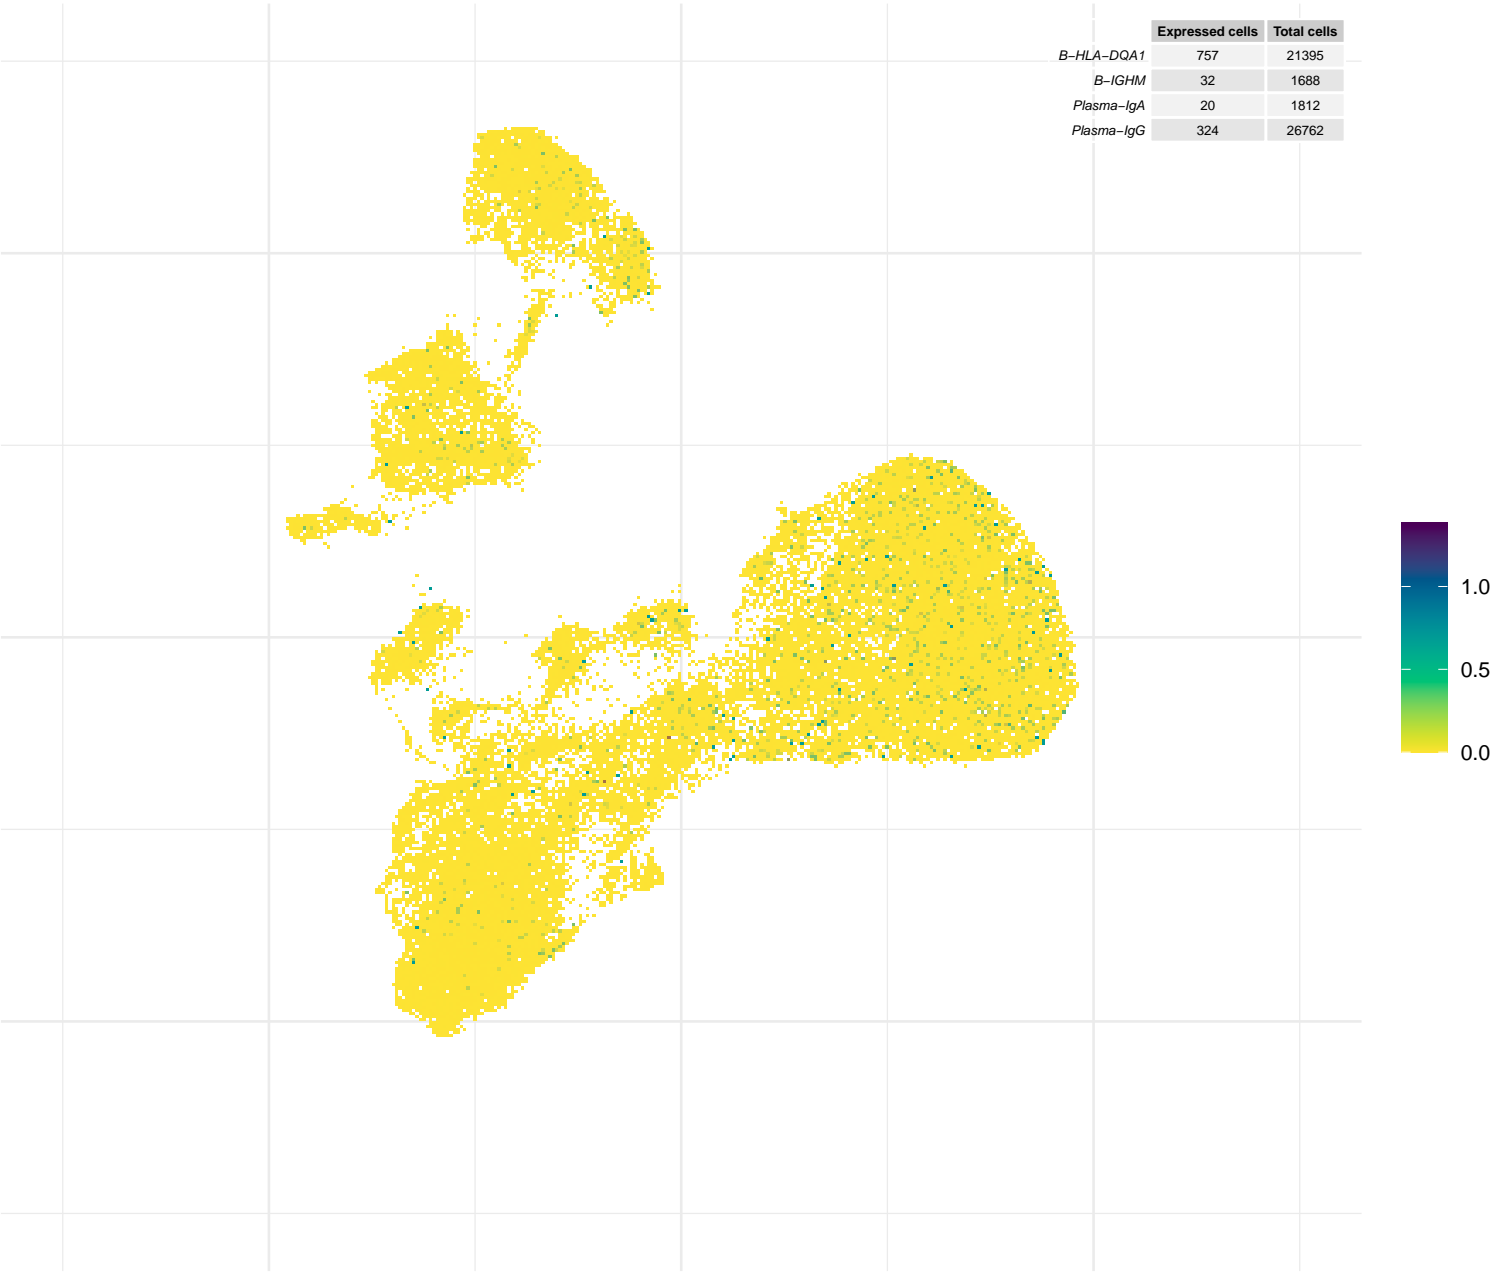 Expressed cells Total cells
B−HLA−DQA1 757 21395
B−IGHM 32 1688
Plasma−IgA 20 1812
Plasma−IgG 324 26762
1.0
0.5
0.0